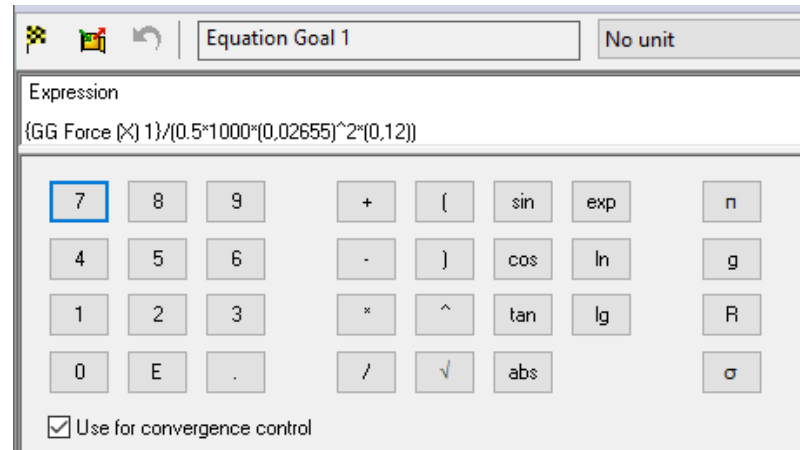 Equation Goal 1 No unit
Expression
{GG Force (X) 1}/(0.5*1000*(0,02655)^2*(0,12))
7 8 9 + ( sin exp π
4 5 6 - ) cos ln g
1 2 3 * ^ tan lg R
0 E . / √ abs σ
Use for convergence control